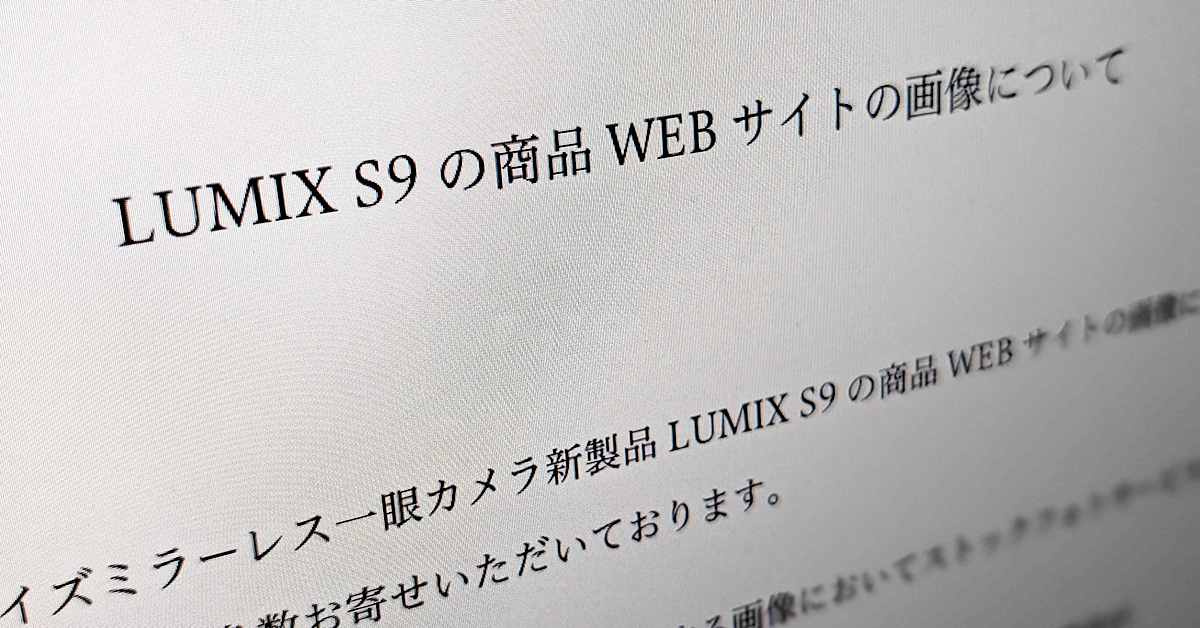 LUMIX S9 の商品 WEB サイトの画像について
イズミラーレス一眼カメラ新製品 LUMIX S9 の商品 WEB サイトの画像に
数お寄せいただいております。
る画像においてストックフォトサービス